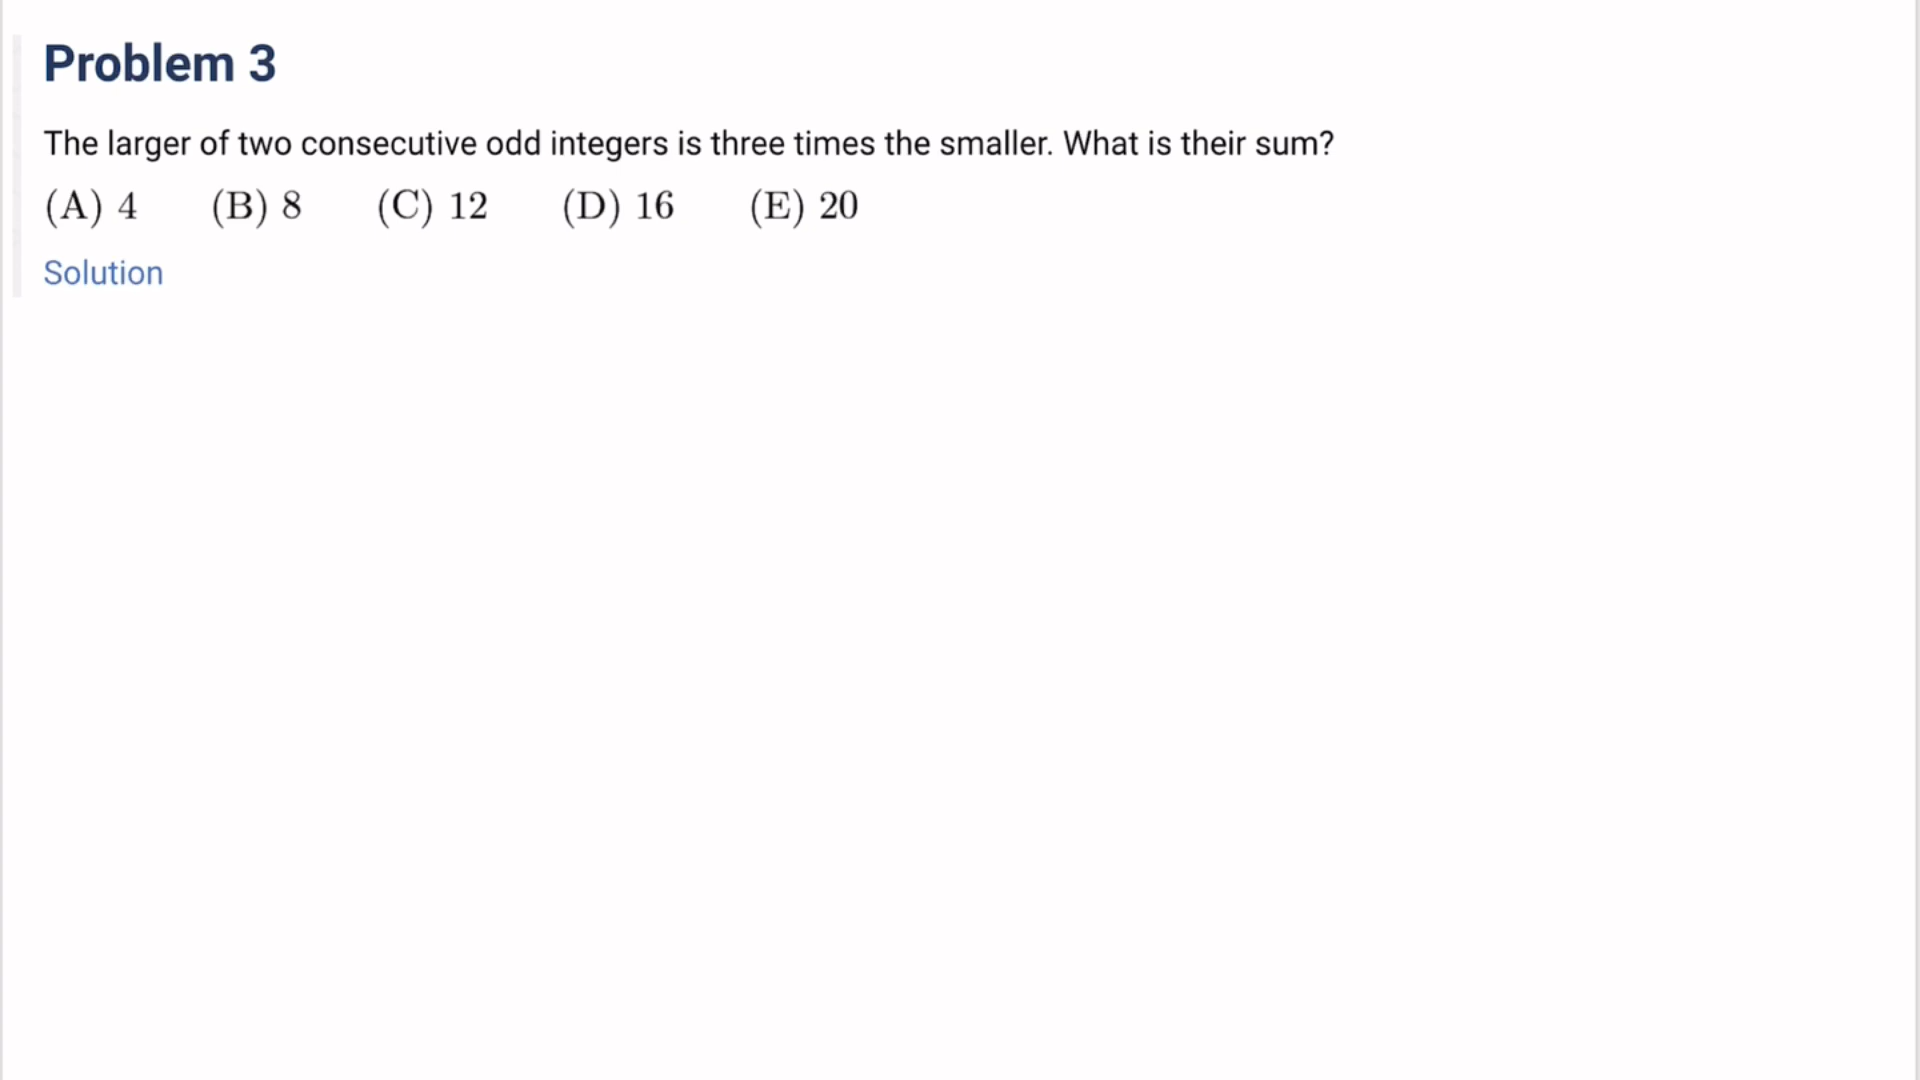 Problem 3
The larger of two consecutive odd integers is three times the smaller. What is their sum?
(A) 4 (B) 8 (C) 12 (D) 16 (E) 20
Solution